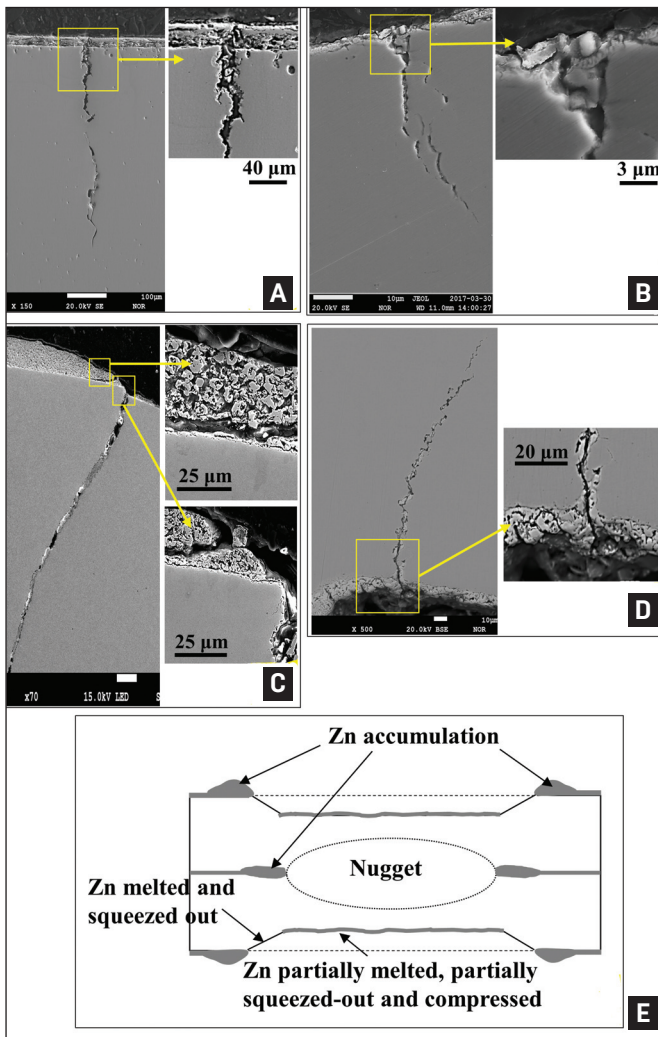 40 µm
100µm
X 150 20.0kV SE NOR
A
3 µm
10µm JEOL 2017-03-30
20.0kV SE NOR WD 11.0mm 14:00:27
B
25 µm
25 µm
x70 15.0kV LED S
C
20 µm
10µm
X 500 20.0kV BSE NOR
D
Zn accumulation
Nugget
Zn melted and
squeezed out
Zn partially melted, partially
squeezed-out and compressed
E